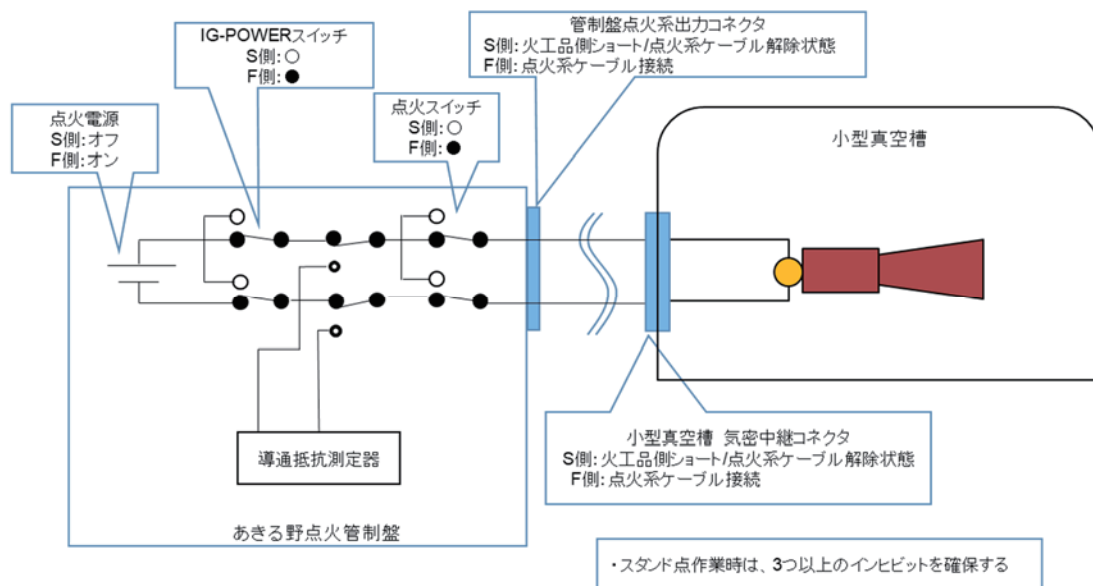 IG-POWERスイッチ
S側:○
F側:●
管制盤点火系出力コネクタ
S側:火工品側ショート/点火系ケーブル解除状態
F側:点火系ケーブル接続
点火電源
S側:オフ
F側:オン
点火スイッチ
S側:○
F側:●
小型真空槽
導通抵抗測定器
あきる野点火管制盤
小型真空槽 気密中継コネクタ
S側:火工品側ショート/点火系ケーブル解除状態
F側:点火系ケーブル接続
・スタンド点作業時は、3つ以上のインヒビットを確保する